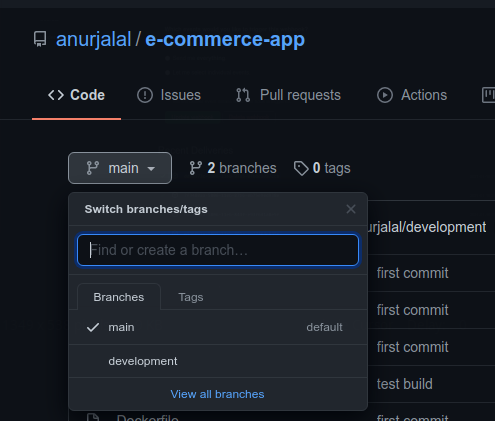 anurjalal / e-commerce-app
Code Issues Pull requests Actions
main 2 branches 0 tags
Switch branches/tags
urjalal/development
Find or create a branch...
first commit
Branches Tags
first commit
main default
first commit
development
test build
View all branches
Dockerfile
first commit